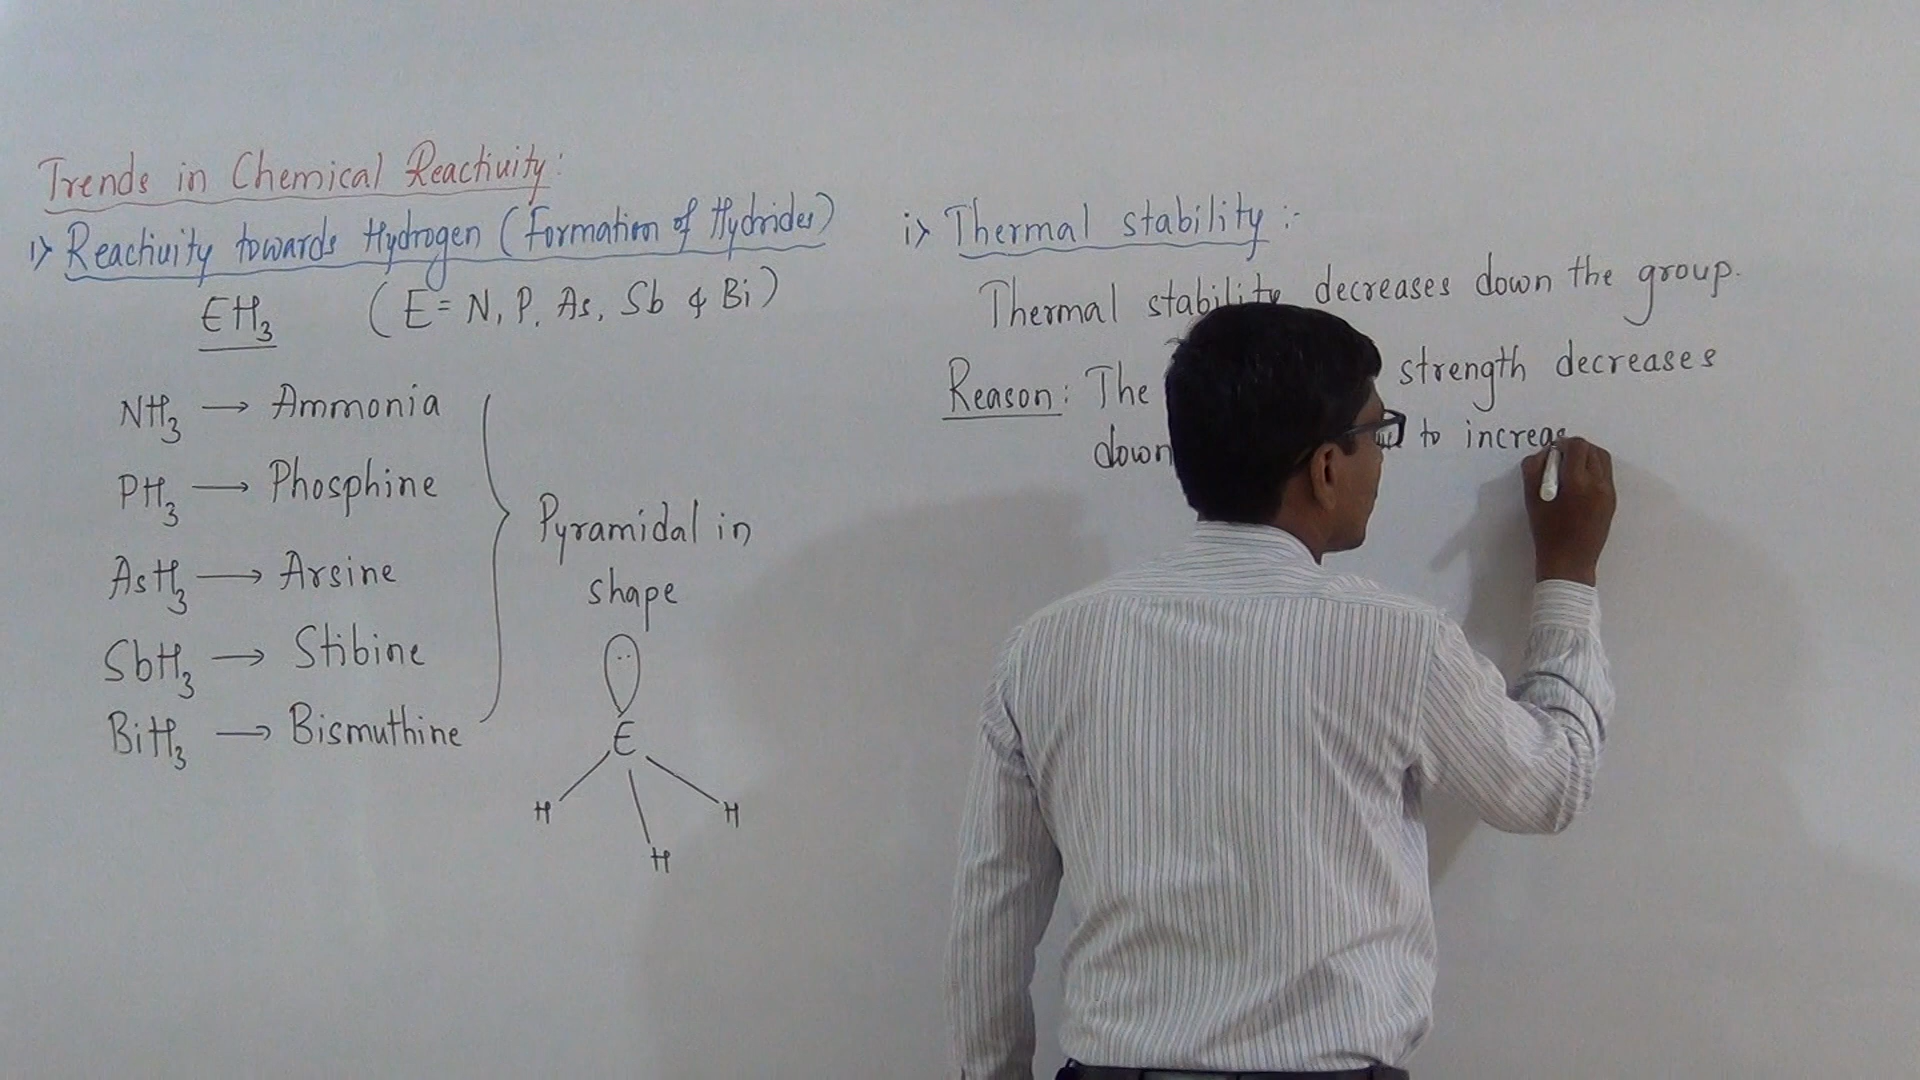 Trends in Chemical Reactivity:
1) Reactivity towards Hydrogen (Formation of Hydrides)
EH3 (E = N, P, As, Sb & Bi)
NH3 → Ammonia
PH3 → Phosphine
AsH3 → Arsine
SbH3 → Stibine
BiH3 → Bismuthine
Pyramidal in
shape
E
H H
H
i) Thermal stability :-
Thermal stability decreases down the group.
Reason: The strength decreases
down to increas